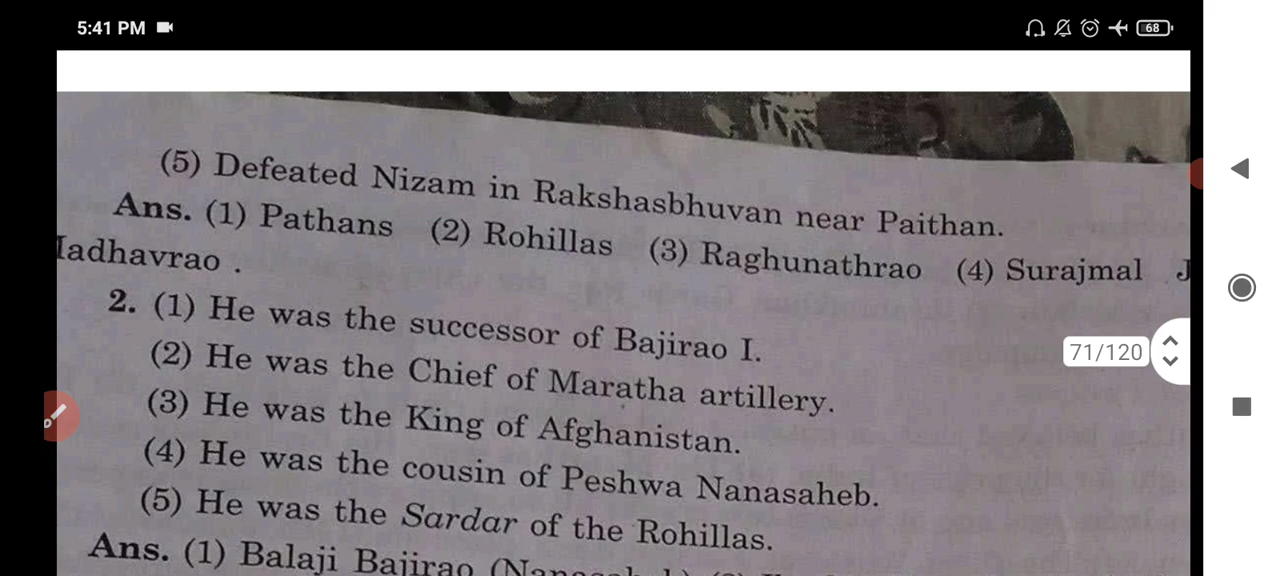 5:41 PM
68
(5) Defeated Nizam in Rakshasbhuvan near Paithan.
Ans. (1) Pathans (2) Rohillas (3) Raghunathrao (4) Surajmal J
Madhavrao .
2. (1) He was the successor of Bajirao I.
(2) He was the Chief of Maratha artillery.
71/120
(3) He was the King of Afghanistan.
(4) He was the cousin of Peshwa Nanasaheb.
(5) He was the Sardar of the Rohillas.
Ans. (1) Balaji Bajirao